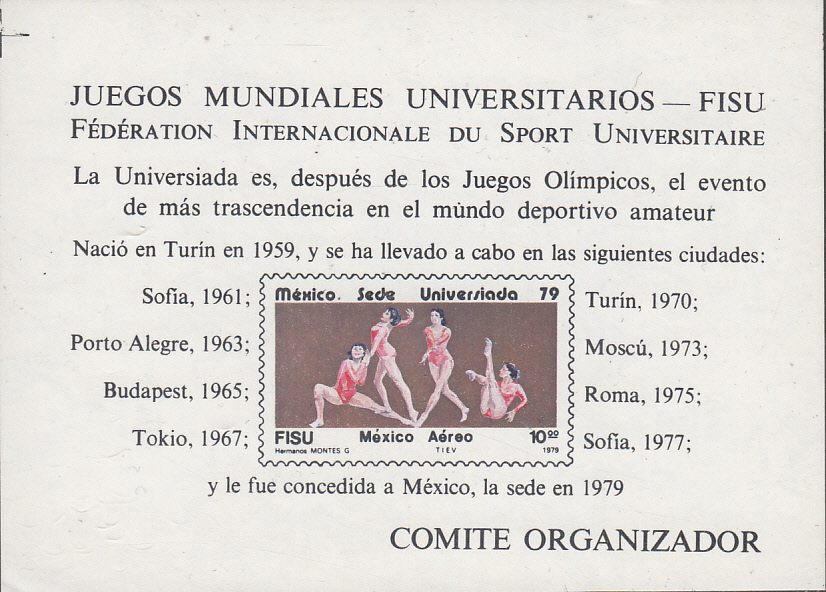 JUEGOS MUNDIALES UNIVERSITARIOS — FISU
FÉDÉRATION INTERNACIONALE DU SPORT UNIVERSITAIRE
La Universiada es, después de los Juegos Olímpicos, el evento
de más trascendencia en el mundo deportivo amateur
Nació en Turín en 1959, y se ha llevado a cabo en las siguientes ciudades:
Sofía, 1961;
Porto Alegre, 1963;
Budapest, 1965;
Tokio, 1967;
México. Sede Universiada 79
FISU México Aéreo 10.00
Hermanos MONTES G TIEV 1979
Turín, 1970;
Moscú, 1973;
Roma, 1975;
Sofía, 1977;
y le fue concedida a México, la sede en 1979
COMITE ORGANIZADOR